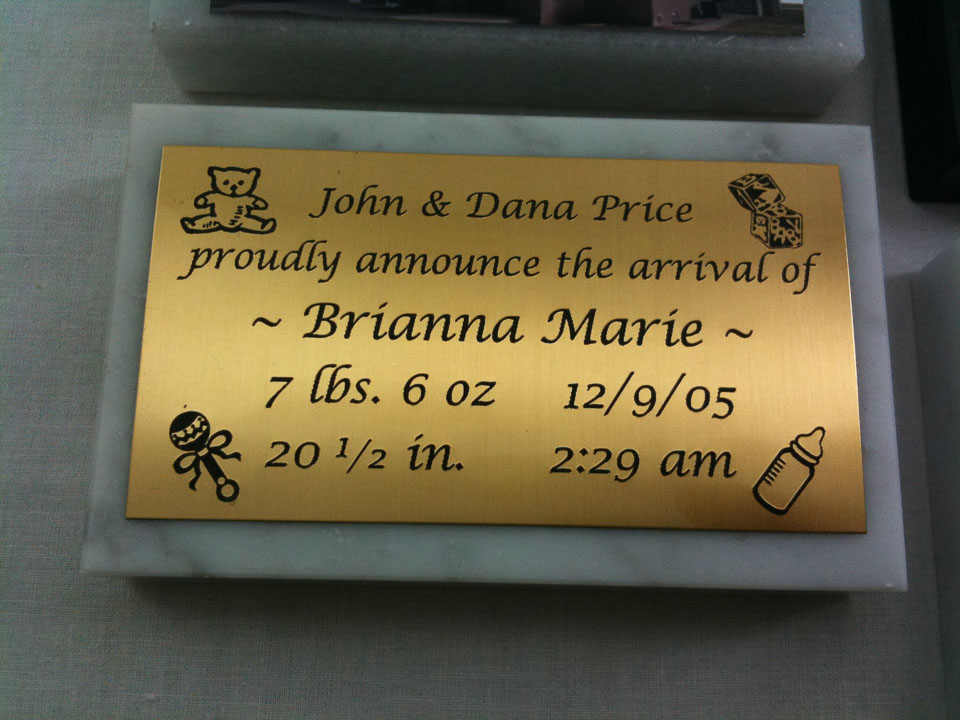 John & Dana Price
proudly announce the arrival of
~ Brianna Marie ~
7 lbs. 6 oz 12/9/05
20 1/2 in. 2:29 am